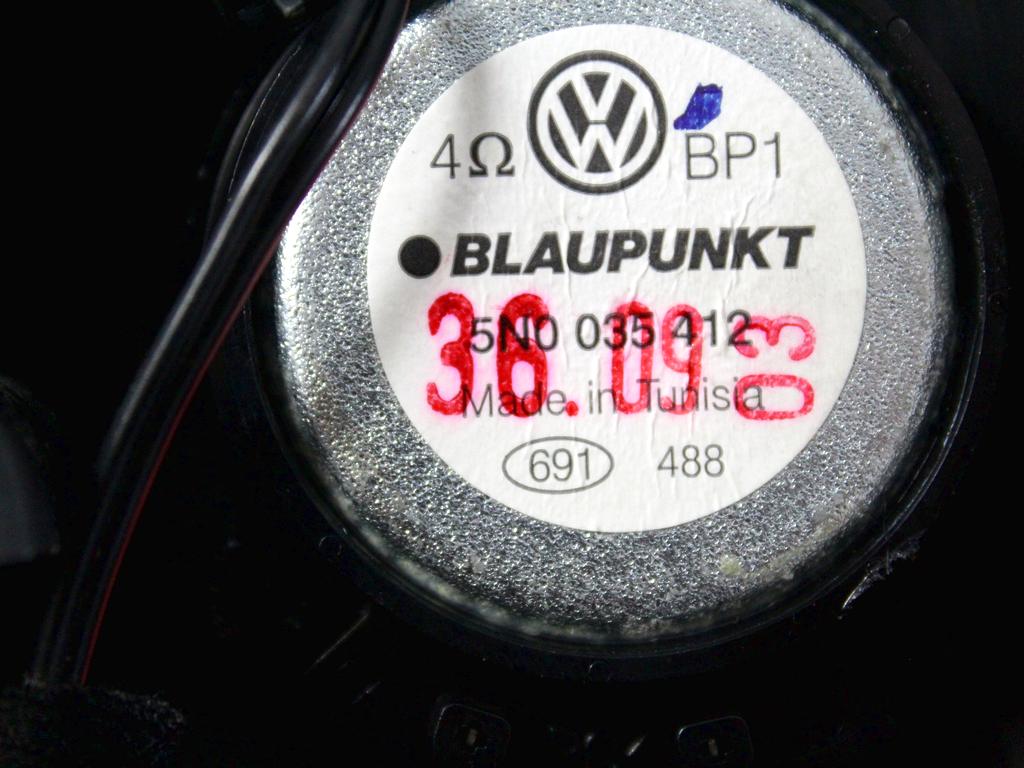 4Ω VW BP1
BLAUPUNKT
5N0 035 412
36.09 03
Made in Tunisia
691 488